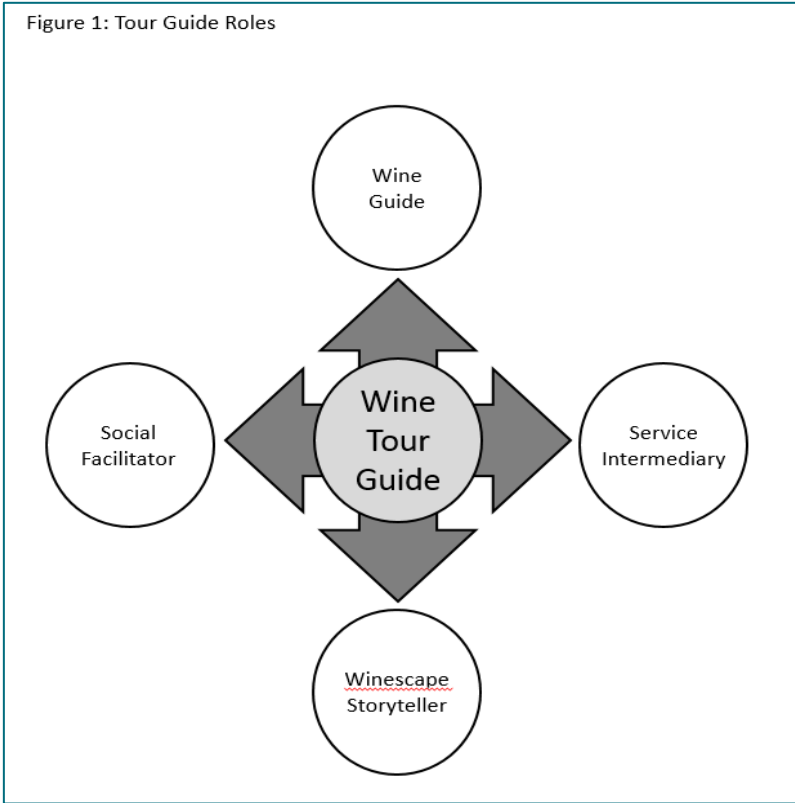 Figure 1: Tour Guide Roles
Wine
Guide
Social
Facilitator
Wine
Tour
Guide
Service
Intermediary
Winescape
Storyteller